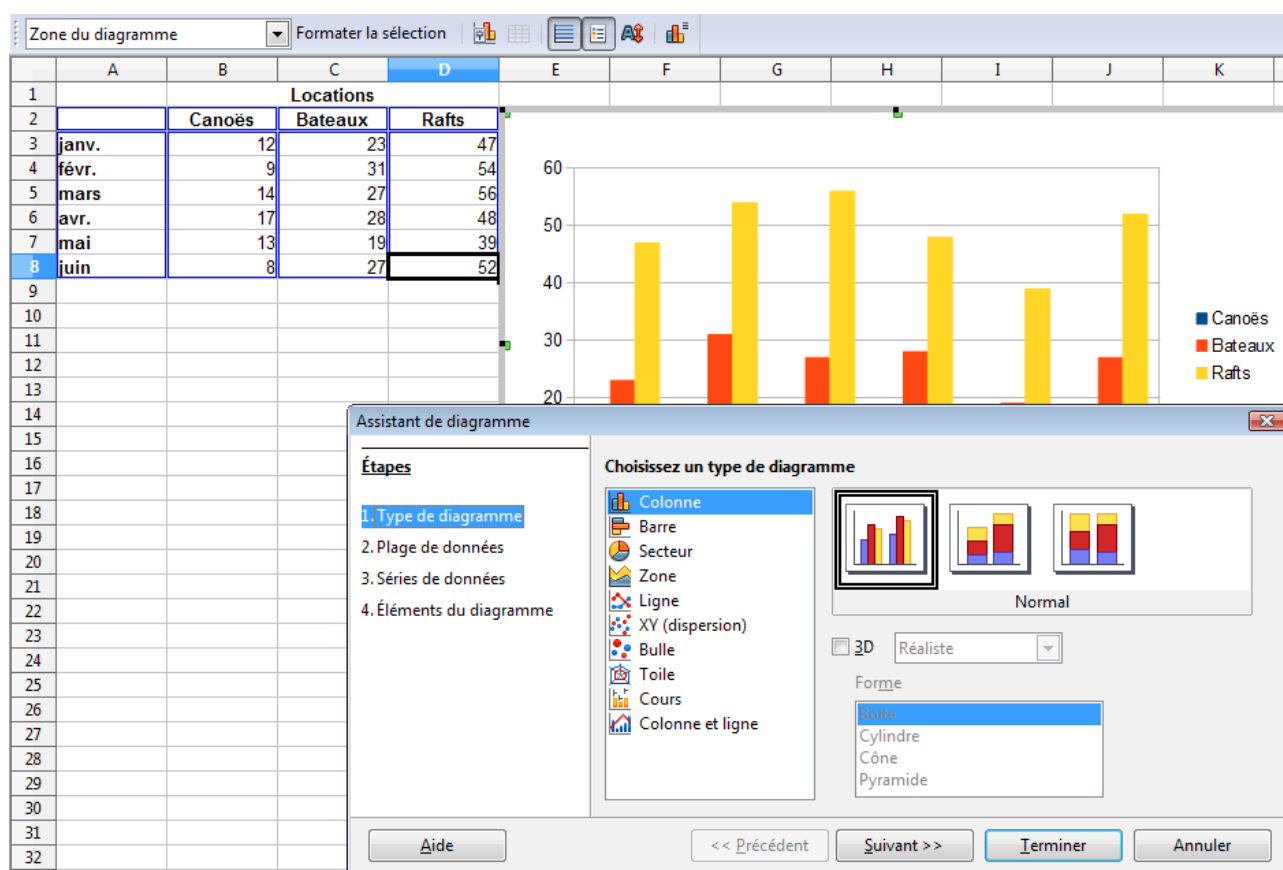 Zone du diagramme Formater la sélection
A B C D E F G H I J K
1 Locations
2 Canoës Bateaux Rafts
3 janv. 12 23 47
4 févr. 9 31 54
5 mars 14 27 56
6 avr. 17 28 48
7 mai 13 19 39
8 juin 8 27 52
9
10
11
12
13
14
15
16
17
18
19
20
21
22
23
24
25
26
27
28
29
30
31
32
60
50
40
30
20
Canoës
Bateaux
Rafts
Assistant de diagramme
Étapes
1. Type de diagramme
2. Plage de données
3. Séries de données
4. Éléments du diagramme
Choisissez un type de diagramme
Colonne
Barre
Secteur
Zone
Ligne
XY (dispersion)
Bulle
Toile
Cours
Colonne et ligne
Normal
3D Réaliste
Forme
Boîte
Cylindre
Cône
Pyramide
Aide << Précédent Suivant >> Terminer Annuler